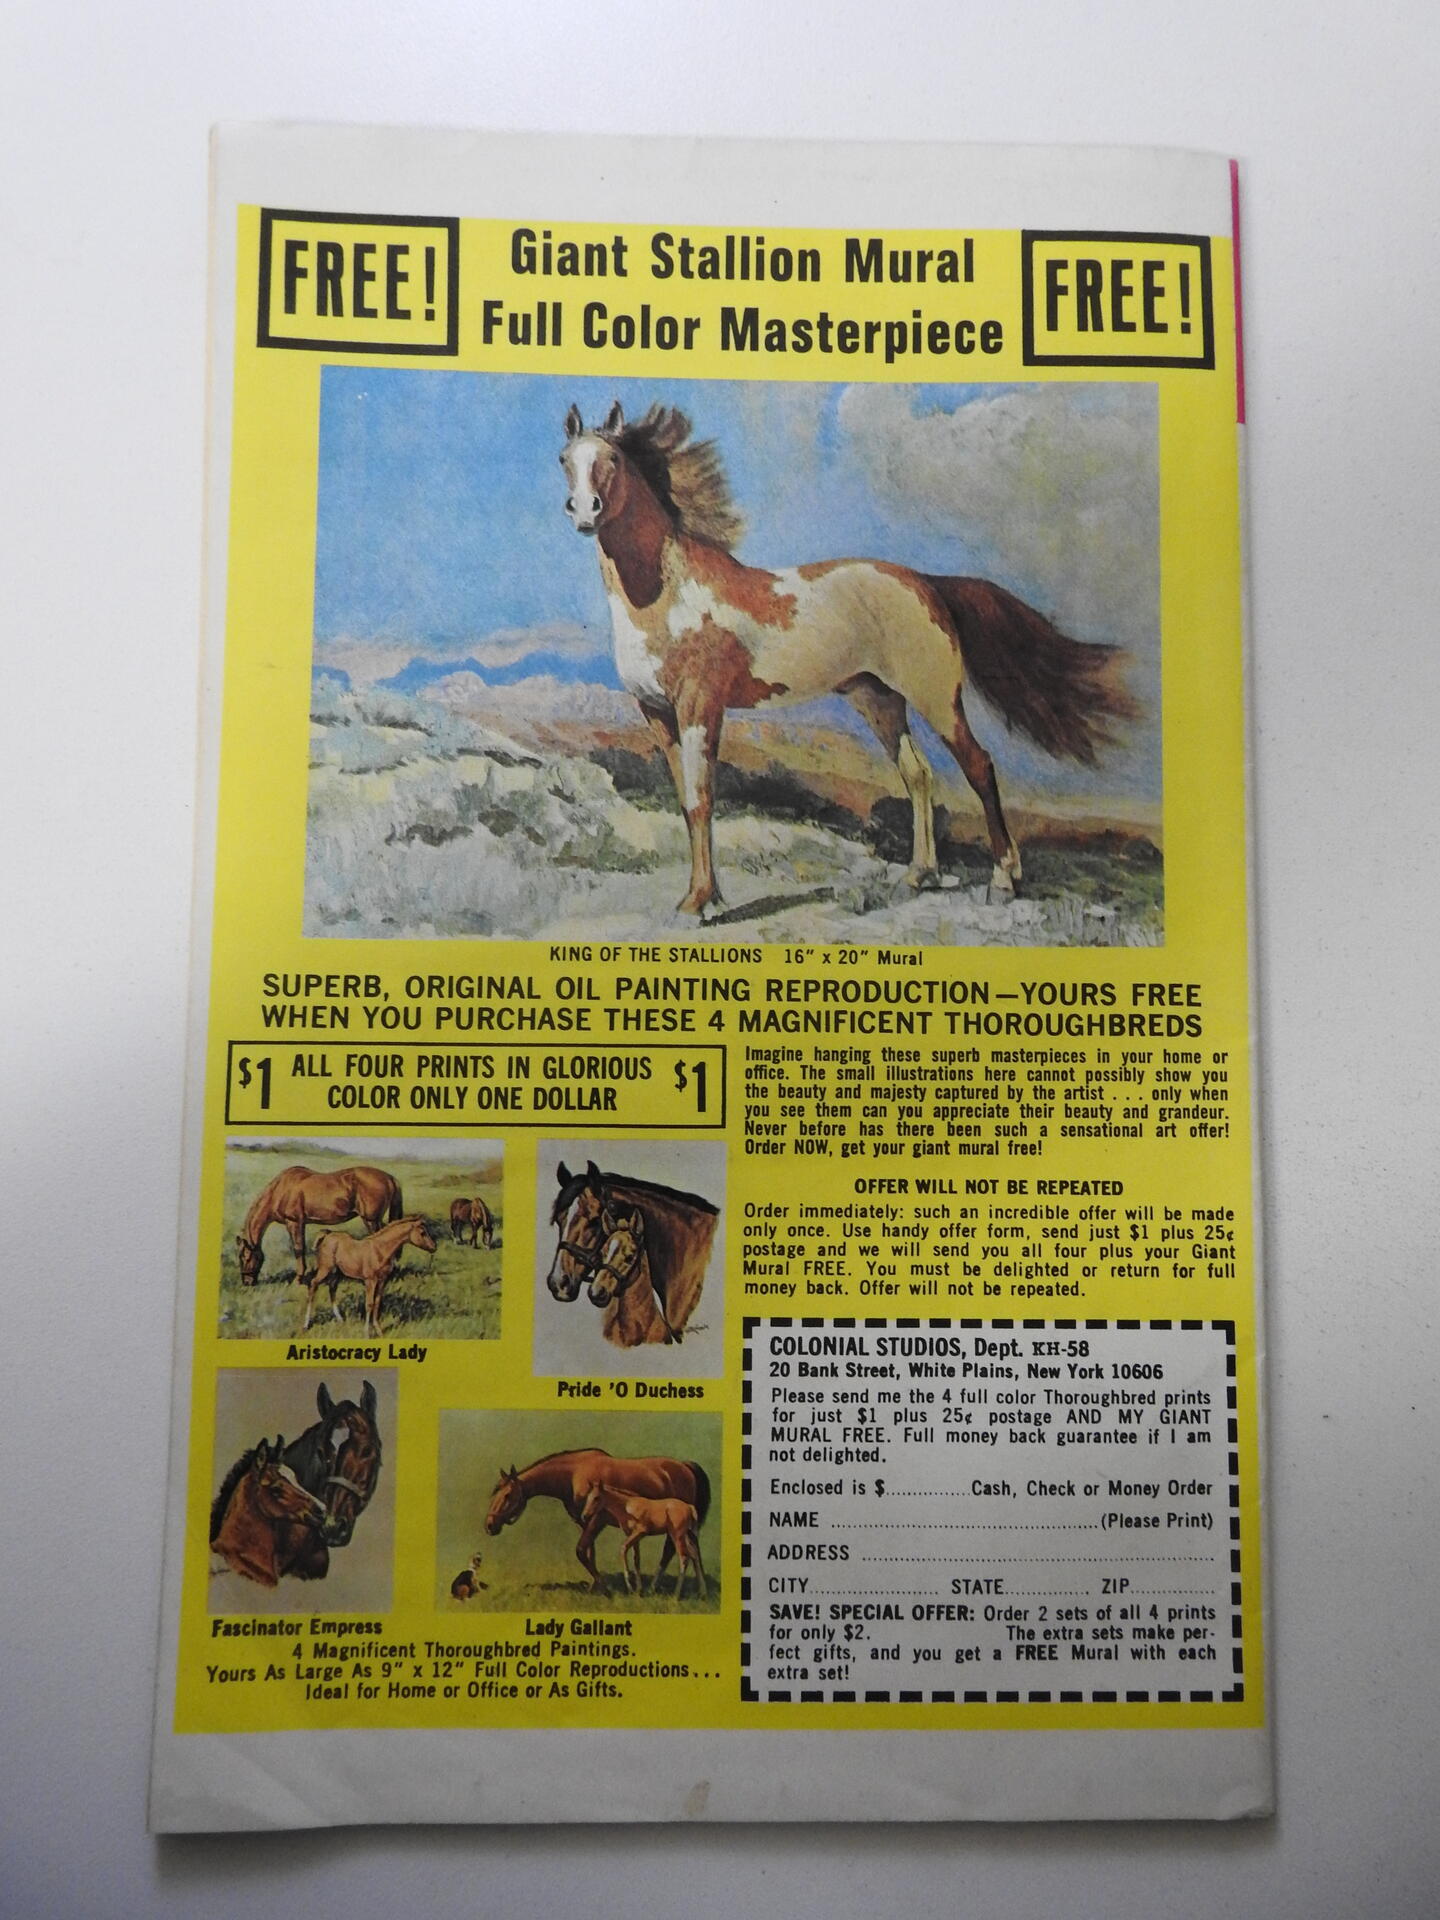 FREE!
Giant Stallion Mural
Full Color Masterpiece
FREE!
KING OF THE STALLIONS 16" x 20" Mural
SUPERB, ORIGINAL OIL PAINTING REPRODUCTION—YOURS FREE
WHEN YOU PURCHASE THESE 4 MAGNIFICENT THOROUGHBREDS
$1 ALL FOUR PRINTS IN GLORIOUS $1
COLOR ONLY ONE DOLLAR
Aristocracy Lady
Pride 'O Duchess
Fascinator Empress
Lady Gallant
4 Magnificent Thoroughbred Paintings.
Yours As Large As 9" x 12" Full Color Reproductions...
Ideal for Home or Office or As Gifts.
Imagine hanging these superb masterpieces in your home or
office. The small illustrations here cannot possibly show you
the beauty and majesty captured by the artist . . . only when
you see them can you appreciate their beauty and grandeur.
Never before has there been such a sensational art offer!
Order NOW, get your giant mural free!
OFFER WILL NOT BE REPEATED
Order immediately: such an incredible offer will be made
only once. Use handy offer form, send just $1 plus 25¢
postage and we will send you all four plus your Giant
Mural FREE. You must be delighted or return for full
money back. Offer will not be repeated.
COLONIAL STUDIOS, Dept. KH-58
20 Bank Street, White Plains, New York 10606
Please send me the 4 full color Thoroughbred prints
for just $1 plus 25¢ postage AND MY GIANT
MURAL FREE. Full money back guarantee if I am
not delighted.
Enclosed is $...............Cash, Check or Money Order
NAME ................................................(Please Print)
ADDRESS ................................................................
CITY....................... STATE............... ZIP...............
SAVE! SPECIAL OFFER: Order 2 sets of all 4 prints
for only $2. The extra sets make per-
fect gifts, and you get a FREE Mural with each
extra set!